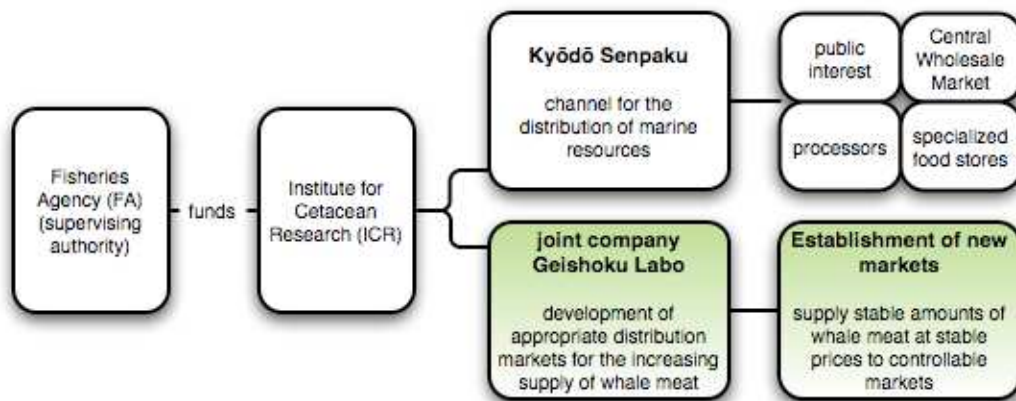 Fisheries
Agency (FA)
(supervising
authority)
funds
Institute for
Cetacean
Research (ICR)
Kyōdō Senpaku
channel for the
distribution of marine
resources
public
interest
Central
Wholesale
Market
processors
specialized
food stores
joint company
Geishoku Labo
development of
appropriate distribution
markets for the increasing
supply of whale meat
Establishment of new
markets
supply stable amounts of
whale meat at stable
prices to controllable
markets